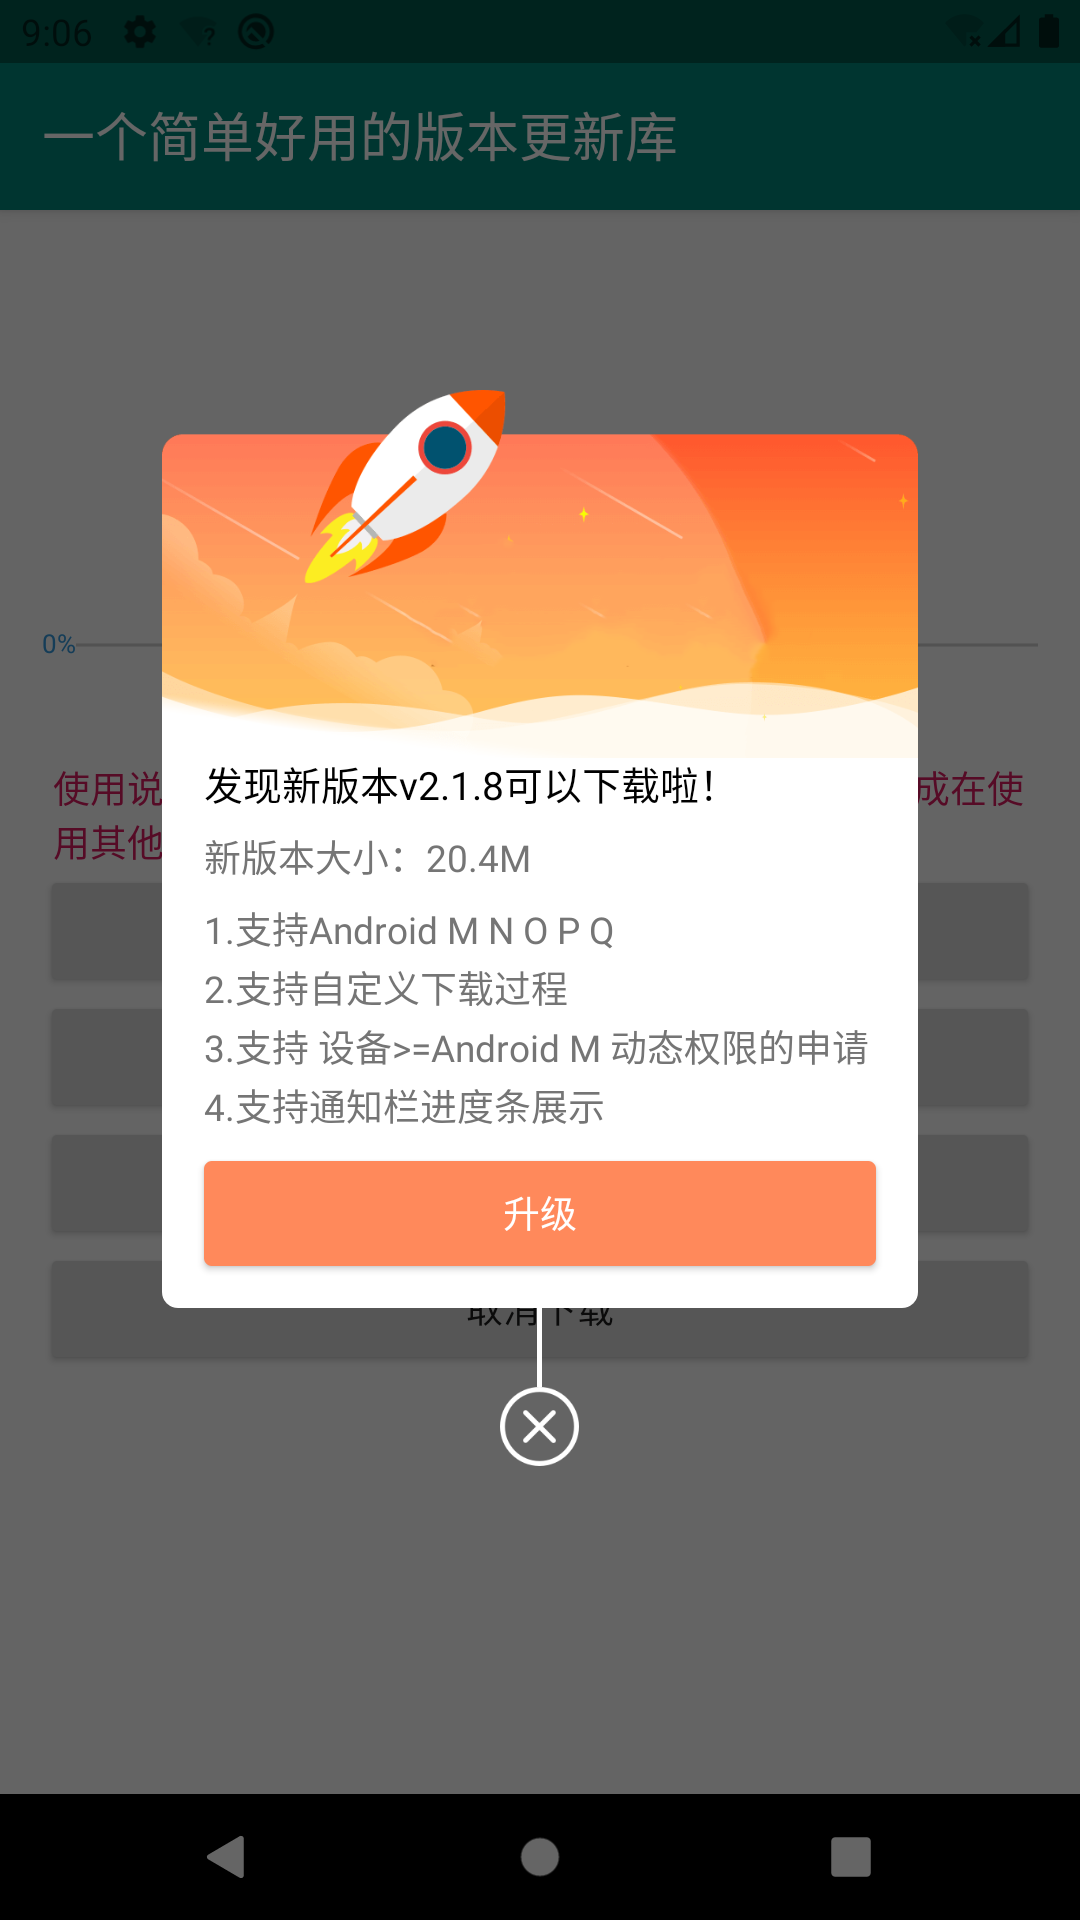 9:06
一个简单好用的版本更新库
0%
发现新版本v2.1.8可以下载啦！
使用说
成在使
用其他
新版本大小：20.4M
1.支持Android M N O P Q
2.支持自定义下载过程
3.支持 设备>=Android M 动态权限的申请
4.支持通知栏进度条展示
升级
取消下载